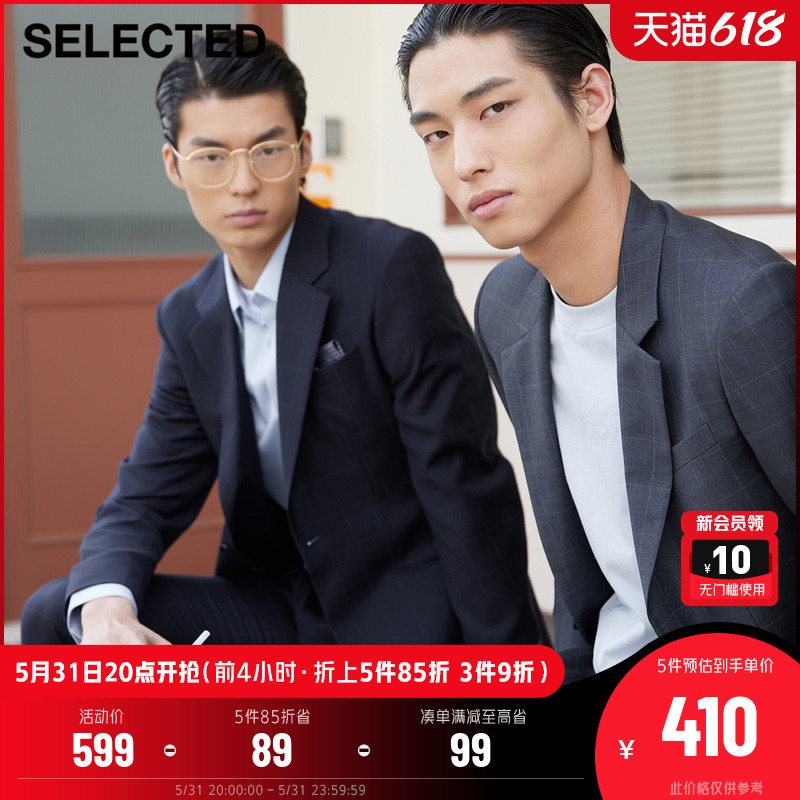 SELECTED
天猫618
新会员领
¥10
无门槛使用
5月31日20点开抢(前4小时·折上5件85折 3件9折)
活动价
599
-
5件85折省
89
-
凑单满减至高省
99
5/31 20:00:00 - 5/31 23:59:59
5件预估到手单价
¥410
此价格仅供参考